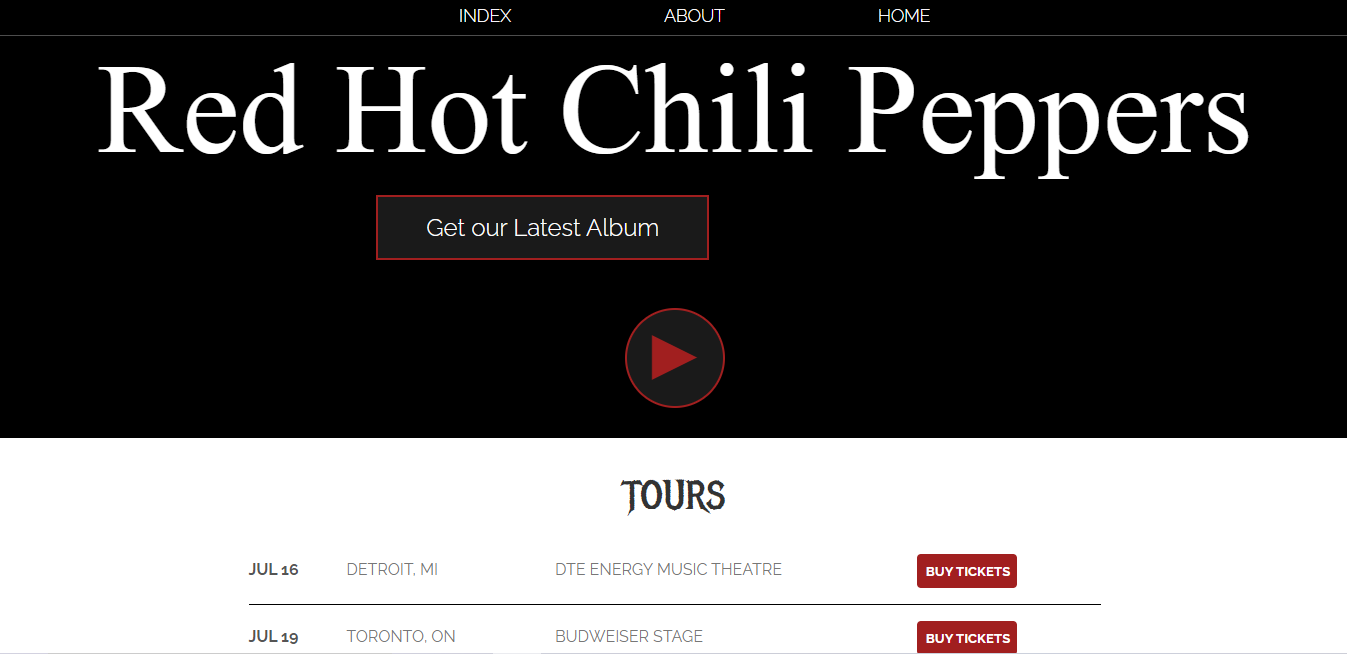 INDEX ABOUT HOME
Red Hot Chili Peppers
Get our Latest Album
TOURS
JUL 16 DETROIT, MI DTE ENERGY MUSIC THEATRE BUY TICKETS
JUL 19 TORONTO, ON BUDWEISER STAGE BUY TICKETS